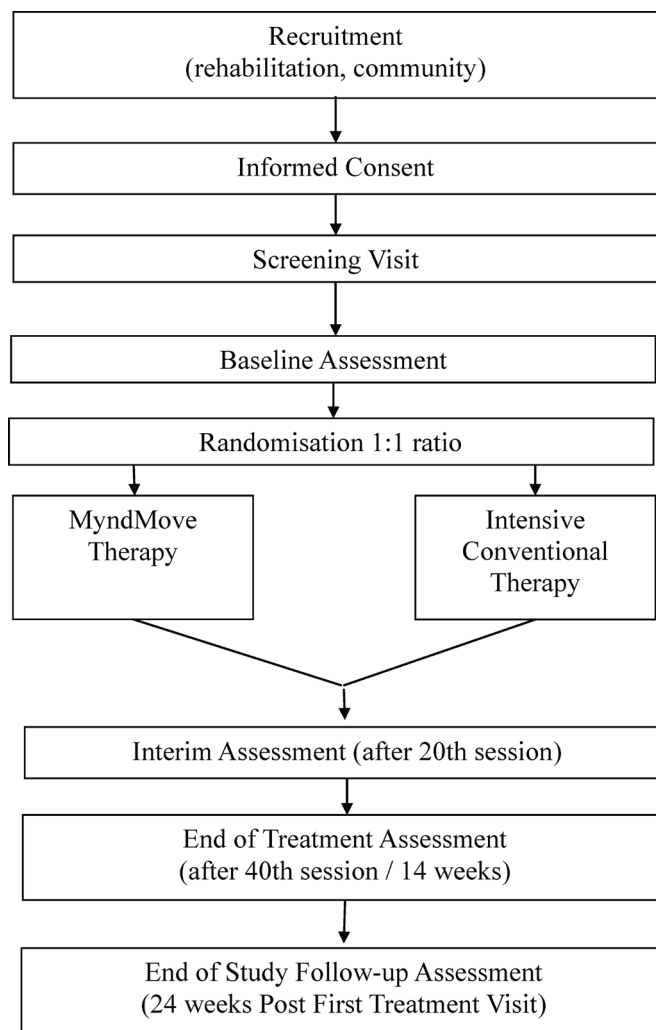 Recruitment
(rehabilitation, community)
Informed Consent
Screening Visit
Baseline Assessment
Randomisation 1:1 ratio
MyndMove
Therapy
Intensive
Conventional
Therapy
Interim Assessment (after 20th session)
End of Treatment Assessment
(after 40th session / 14 weeks)
End of Study Follow-up Assessment
(24 weeks Post First Treatment Visit)